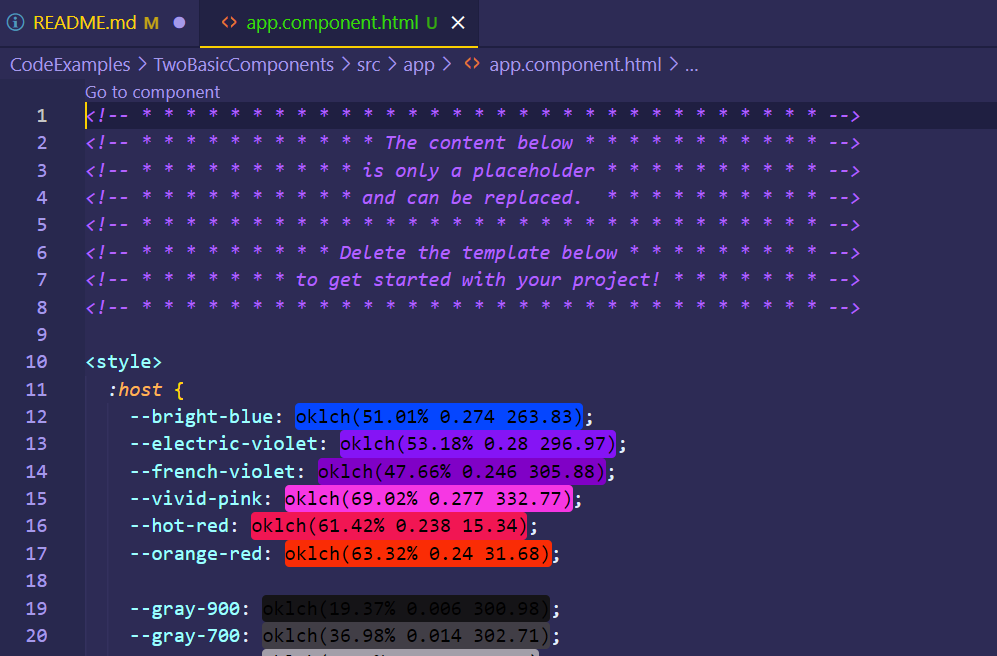 README.md M
app.component.html U
CodeExamples > TwoBasicComponents > src > app > app.component.html > ...
Go to component
1 <!-- * * * * * * * * * * * * * * * * * * * * * * * * * * * * * * * -->
2 <!-- * * * * * * * * * * * The content below * * * * * * * * * * * -->
3 <!-- * * * * * * * * * * is only a placeholder * * * * * * * * * * -->
4 <!-- * * * * * * * * * * and can be replaced.  * * * * * * * * * * -->
5 <!-- * * * * * * * * * * * * * * * * * * * * * * * * * * * * * * * -->
6 <!-- * * * * * * * * * Delete the template below * * * * * * * * * -->
7 <!-- * * * * * * * to get started with your project! * * * * * * * -->
8 <!-- * * * * * * * * * * * * * * * * * * * * * * * * * * * * * * * -->
9
10 <style>
11   :host {
12     --bright-blue: oklch(51.01% 0.274 263.83);
13     --electric-violet: oklch(53.18% 0.28 296.97);
14     --french-violet: oklch(47.66% 0.246 305.88);
15     --vivid-pink: oklch(69.02% 0.277 332.77);
16     --hot-red: oklch(61.42% 0.238 15.34);
17     --orange-red: oklch(63.32% 0.24 31.68);
18
19     --gray-900: oklch(19.37% 0.006 300.98);
20     --gray-700: oklch(36.98% 0.014 302.71);